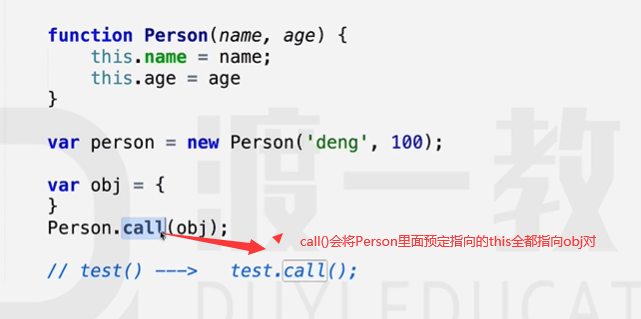 function Person(name, age) {
this.name = name;
this.age = age
}
var person = new Person('deng', 100);
var obj = {
}
Person.call(obj);
call()会将Person里面预定指向的this全都指向obj对
// test() ---> test.call();
渡一教
DUYI EDUCAT